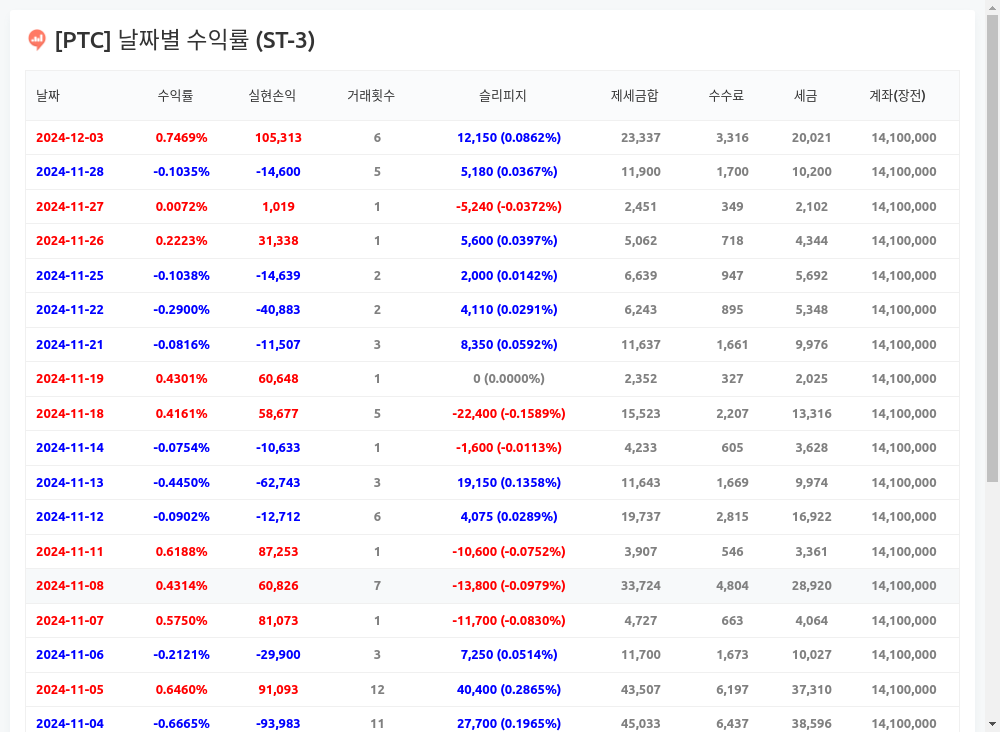 [PTC] 날짜별 수익률 (ST-3)
날짜 수익률 실현손익 거래횟수 슬리피지 제세금합 수수료 세금 계좌(장전)
2024-12-03 0.7469% 105,313 6 12,150 (0.0862%) 23,337 3,316 20,021 14,100,000
2024-11-28 -0.1035% -14,600 5 5,180 (0.0367%) 11,900 1,700 10,200 14,100,000
2024-11-27 0.0072% 1,019 1 -5,240 (-0.0372%) 2,451 349 2,102 14,100,000
2024-11-26 0.2223% 31,338 1 5,600 (0.0397%) 5,062 718 4,344 14,100,000
2024-11-25 -0.1038% -14,639 2 2,000 (0.0142%) 6,639 947 5,692 14,100,000
2024-11-22 -0.2900% -40,883 2 4,110 (0.0291%) 6,243 895 5,348 14,100,000
2024-11-21 -0.0816% -11,507 3 8,350 (0.0592%) 11,637 1,661 9,976 14,100,000
2024-11-19 0.4301% 60,648 1 0 (0.0000%) 2,352 327 2,025 14,100,000
2024-11-18 0.4161% 58,677 5 -22,400 (-0.1589%) 15,523 2,207 13,316 14,100,000
2024-11-14 -0.0754% -10,633 1 -1,600 (-0.0113%) 4,233 605 3,628 14,100,000
2024-11-13 -0.4450% -62,743 3 19,150 (0.1358%) 11,643 1,669 9,974 14,100,000
2024-11-12 -0.0902% -12,712 6 4,075 (0.0289%) 19,737 2,815 16,922 14,100,000
2024-11-11 0.6188% 87,253 1 -10,600 (-0.0752%) 3,907 546 3,361 14,100,000
2024-11-08 0.4314% 60,826 7 -13,800 (-0.0979%) 33,724 4,804 28,920 14,100,000
2024-11-07 0.5750% 81,073 1 -11,700 (-0.0830%) 4,727 663 4,064 14,100,000
2024-11-06 -0.2121% -29,900 3 7,250 (0.0514%) 11,700 1,673 10,027 14,100,000
2024-11-05 0.6460% 91,093 12 40,400 (0.2865%) 43,507 6,197 37,310 14,100,000
2024-11-04 -0.6665% -93,983 11 27,700 (0.1965%) 45,033 6,437 38,596 14,100,000